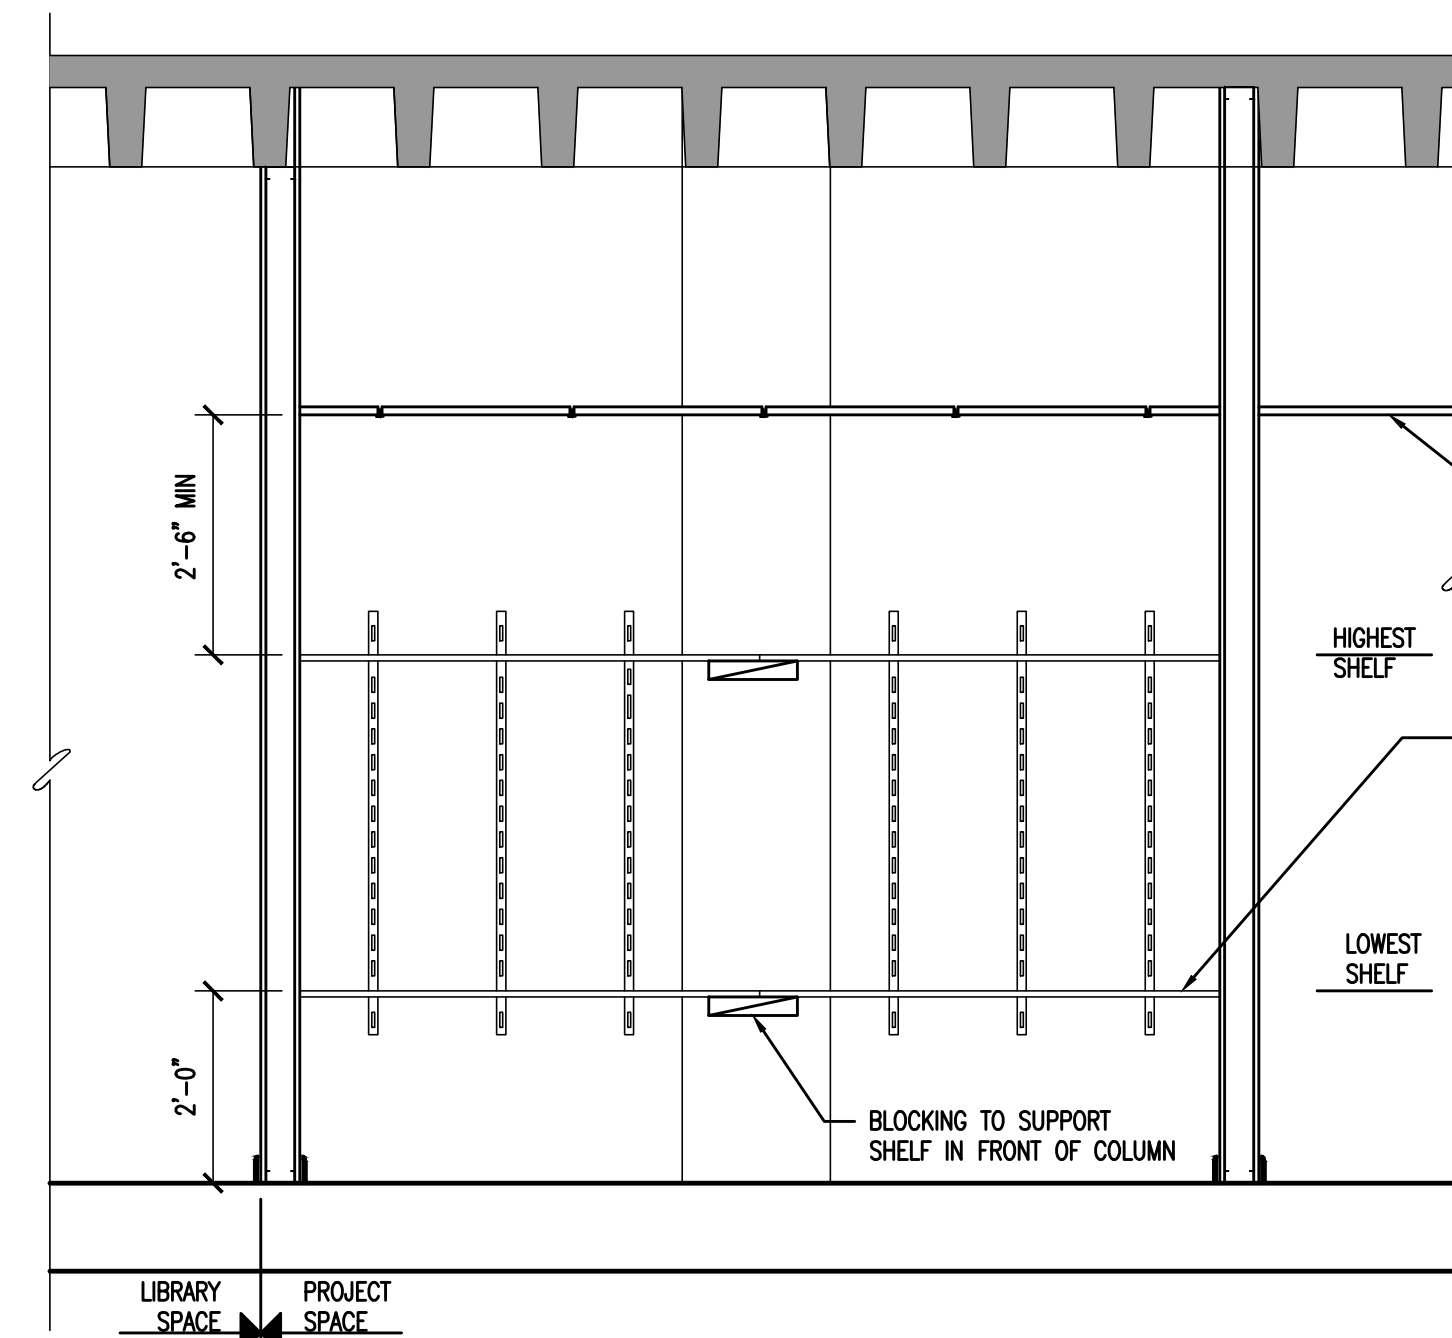 2'-6" MIN
HIGHEST
SHELF
LOWEST
SHELF
2'-0"
BLOCKING TO SUPPORT
SHELF IN FRONT OF COLUMN
LIBRARY
SPACE
PROJECT
SPACE